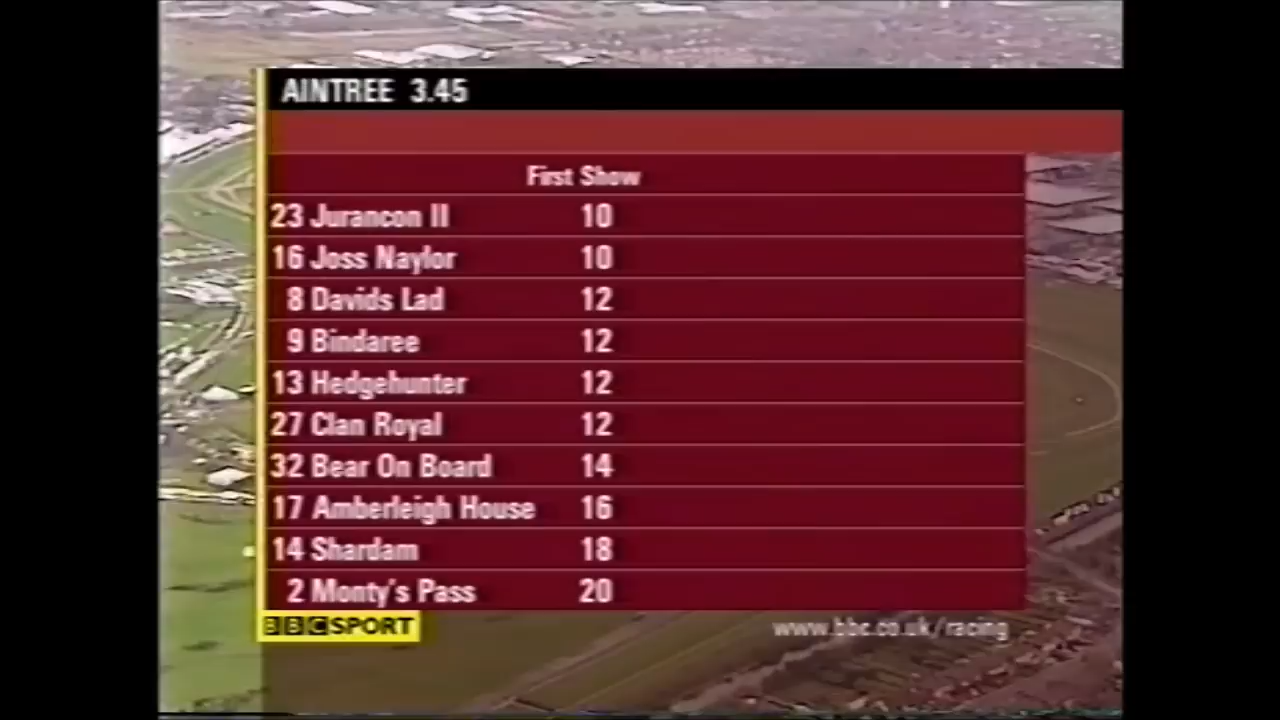 AINTREE 3.45
First Show
23 Jurancon II 10
16 Joss Naylor 10
8 Davids Lad 12
9 Bindaree 12
13 Hedgehunter 12
27 Clan Royal 12
32 Bear On Board 14
17 Amberleigh House 16
14 Shardam 18
2 Monty's Pass 20
BBC SPORT
www.bbc.co.uk/racing